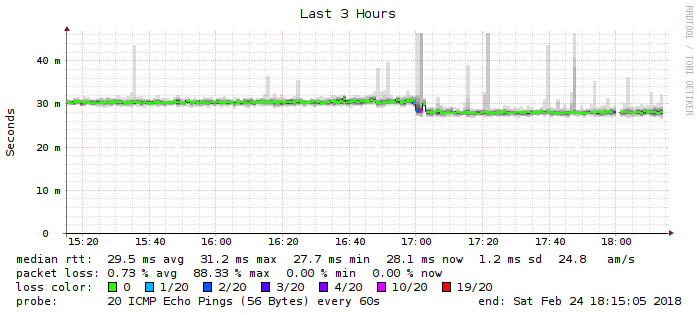 Last 3 Hours
RRDTOOL / TOBI OETIKER
Seconds
40 m
30 m
20 m
10 m
0
15:20 15:40 16:00 16:20 16:40 17:00 17:20 17:40 18:00
median rtt: 29.5 ms avg 31.2 ms max 27.7 ms min 28.1 ms now 1.2 ms sd 24.8 am/s
packet loss: 0.73 % avg 88.33 % max 0.00 % min 0.00 % now
loss color: 0 1/20 2/20 3/20 4/20 10/20 19/20
probe: 20 ICMP Echo Pings (56 Bytes) every 60s end: Sat Feb 24 18:15:05 2018